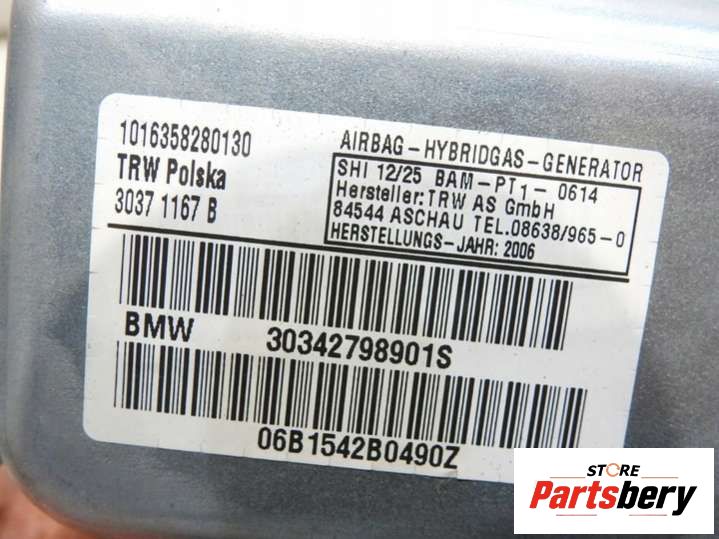 1016358280130
TRW Polska
3037 1167 B
AIRBAG-HYBRIDGAS-GENERATOR
SHI 12/25 BAM-PT1-0614
Hersteller: TRW AS GmbH
84544 ASCHAU TEL.08638/965-0
HERSTELLUNGS-JAHR: 2006
BMW 30342798901S
06B1542B0490Z
STORE
Partsbery